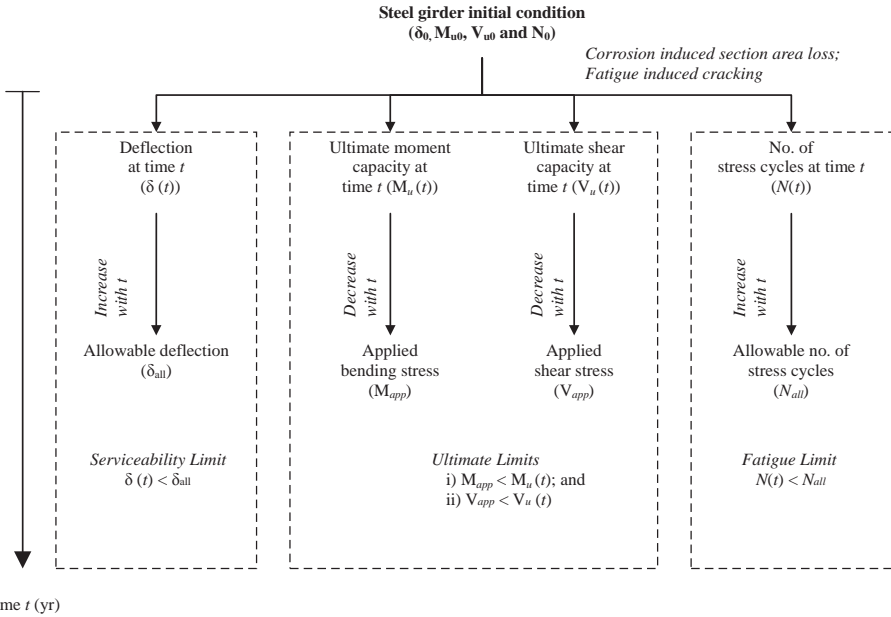 Steel girder initial condition
(δ₀, Mᵤ₀, Vᵤ₀ and N₀)
Corrosion induced section area loss;
Fatigue induced cracking
Deflection
at time t
(δ (t))
Increase
with t
Allowable deflection
(δall)
Serviceability Limit
δ (t) < δall
Ultimate moment
capacity at
time t (Mu (t))
Decrease
with t
Applied
bending stress
(Mapp)
Ultimate shear
capacity at
time t (Vu (t))
Decrease
with t
Applied
shear stress
(Vapp)
Ultimate Limits
i) Mapp < Mu (t); and
ii) Vapp < Vu (t)
No. of
stress cycles at time t
(N(t))
Increase
with t
Allowable no. of
stress cycles
(Nall)
Fatigue Limit
N(t) < Nall
me t (yr)